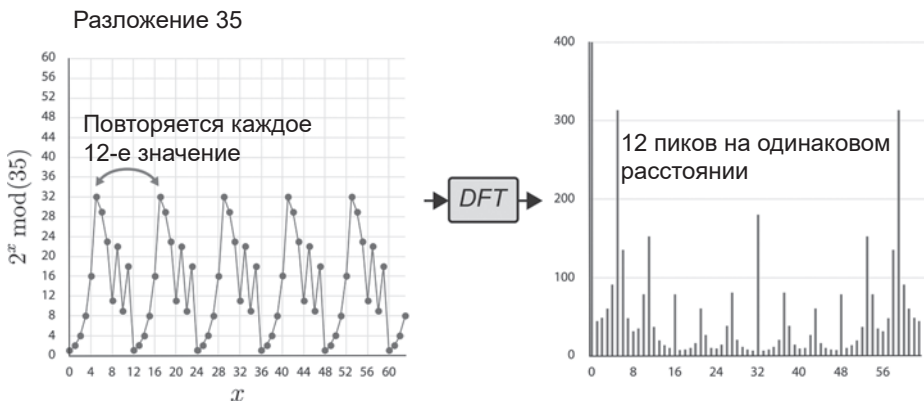 Разложение 35
2^x mod(35)
60
56
52
48
44
40
36
32
28
24
20
16
12
8
4
0
Повторяется каждое
12-е значение
0 4 8 12 16 20 24 28 32 36 40 44 48 52 56 60
x
DFT
400
300
200
100
0
12 пиков на одинаковом
расстоянии
0 8 16 24 32 40 48 56